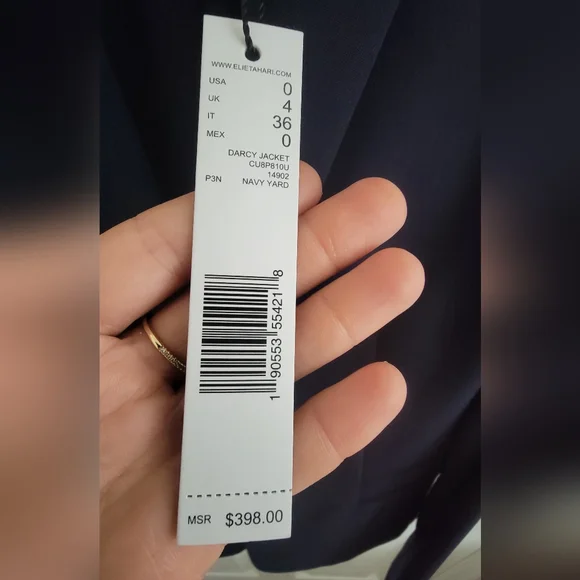 WWW.ELIETAHARI.COM
USA 0
UK 4
IT 36
MEX 0
DARCY JACKET
CU8P810U
14902
P3N NAVY YARD
1 90553 55421 8
MSR $398.00